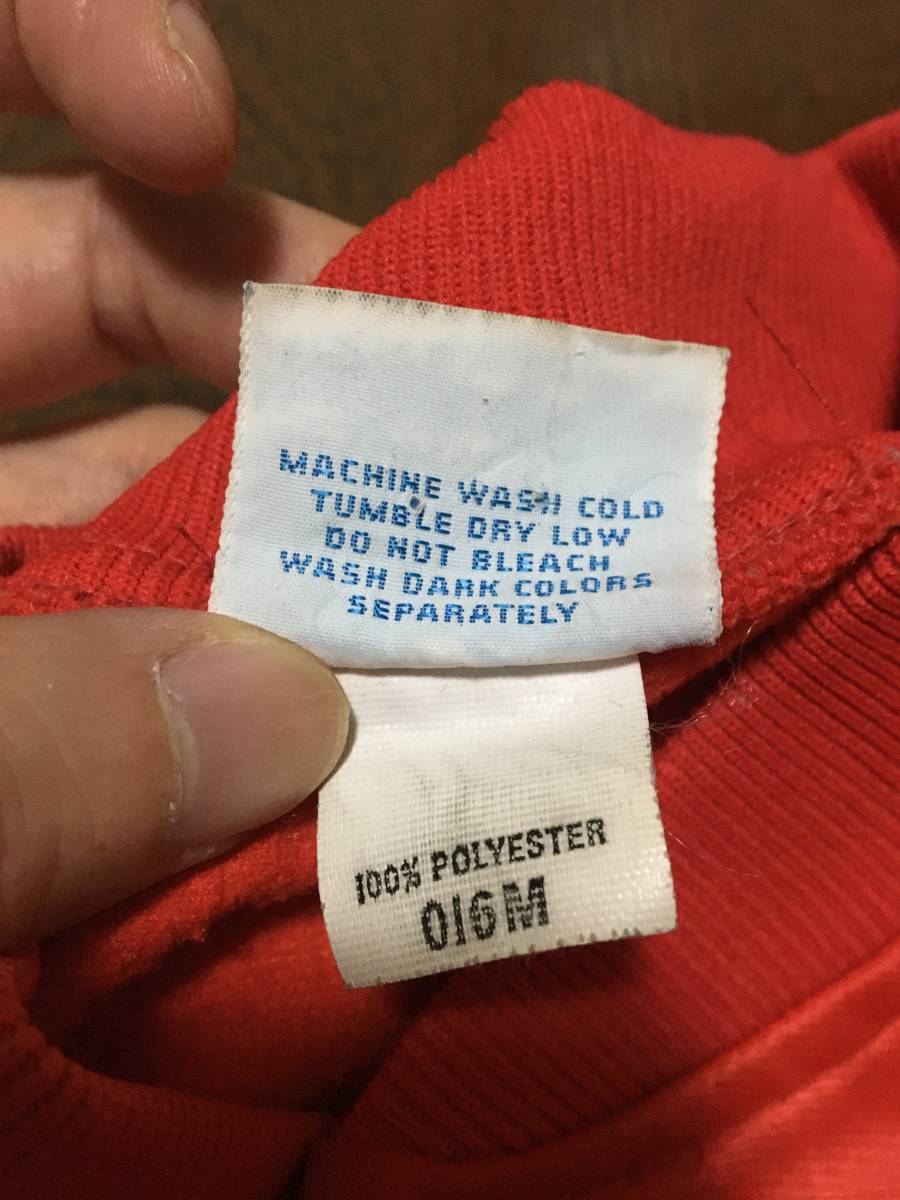 MACHINE WASH COLD
TUMBLE DRY LOW
DO NOT BLEACH
WASH DARK COLORS
SEPARATELY
100% POLYESTER
016M